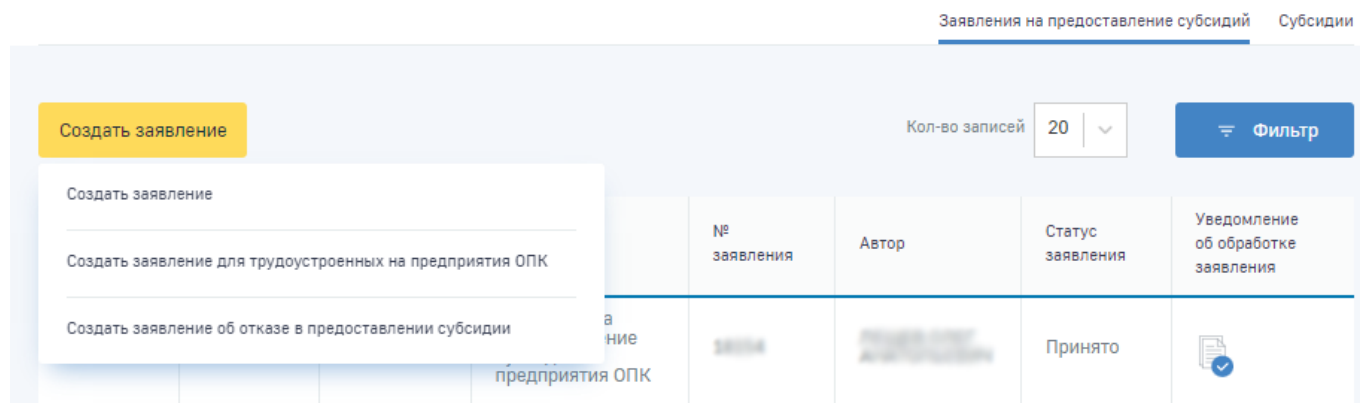 Заявления на предоставление субсидий Субсидии
Создать заявление
Кол-во записей 20
Фильтр
Создать заявление
Создать заявление для трудоустроенных на предприятия ОПК
Создать заявление об отказе в предоставлении субсидии
№
заявления
Автор
Статус
заявления
Уведомление
об обработке
заявления
предприятия ОПК
Принято